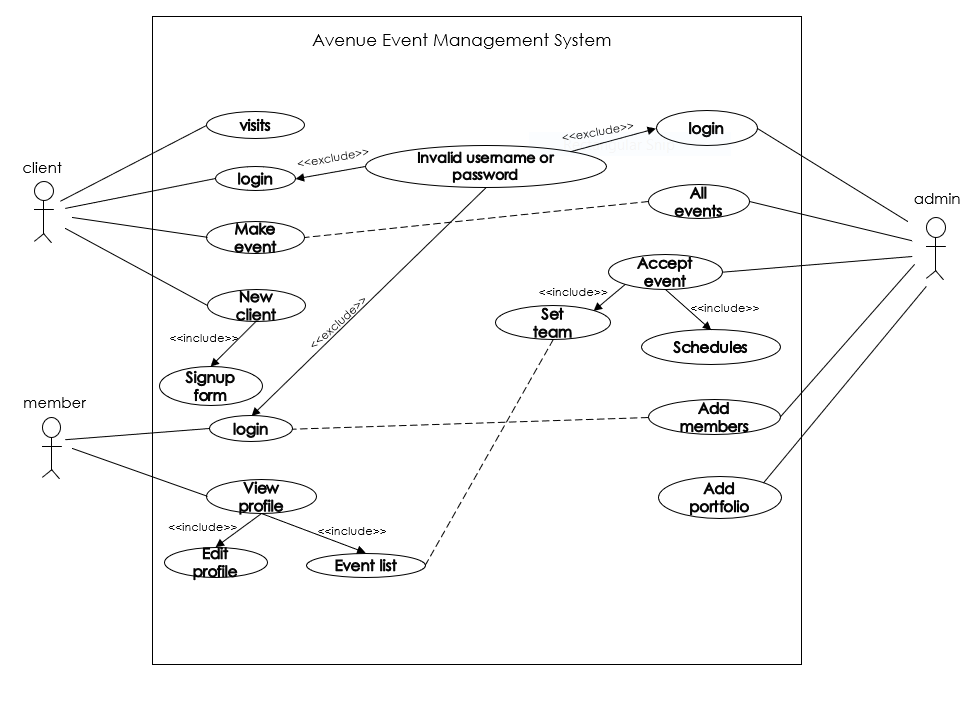 Avenue Event Management System
visits
<<exclude>>
login
client
<<exclude>>
Invalid username or
password
login
admin
All
events
Make
event
Accept
event
<<include>>
<<include>>
New
client
Set
team
<<exclude>>
<<include>>
Schedules
Signup
form
member
login
Add
members
View
profile
Add
portfolio
<<include>>
<<include>>
Edit
profile
Event list